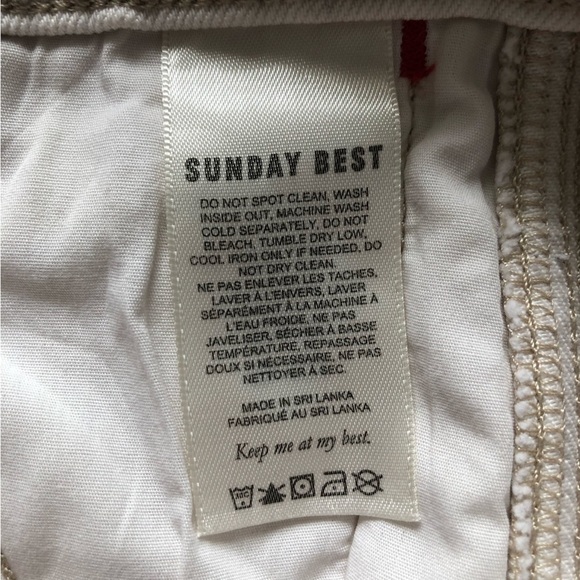 SUNDAY BEST
DO NOT SPOT CLEAN, WASH
INSIDE OUT, MACHINE WASH
COLD SEPARATELY, DO NOT
BLEACH, TUMBLE DRY LOW,
COOL IRON ONLY IF NEEDED, DO
NOT DRY CLEAN.
NE PAS ENLEVER LES TACHES,
LAVER À L'ENVERS, LAVER
SÉPARÉMENT À LA MACHINE À
L'EAU FROIDE, NE PAS
JAVELISER, SÉCHER À BASSE
TEMPÉRATURE, REPASSAGE
DOUX SI NÉCESSAIRE, NE PAS
NETTOYER À SEC.
MADE IN SRI LANKA
FABRIQUÉ AU SRI LANKA
Keep me at my best.